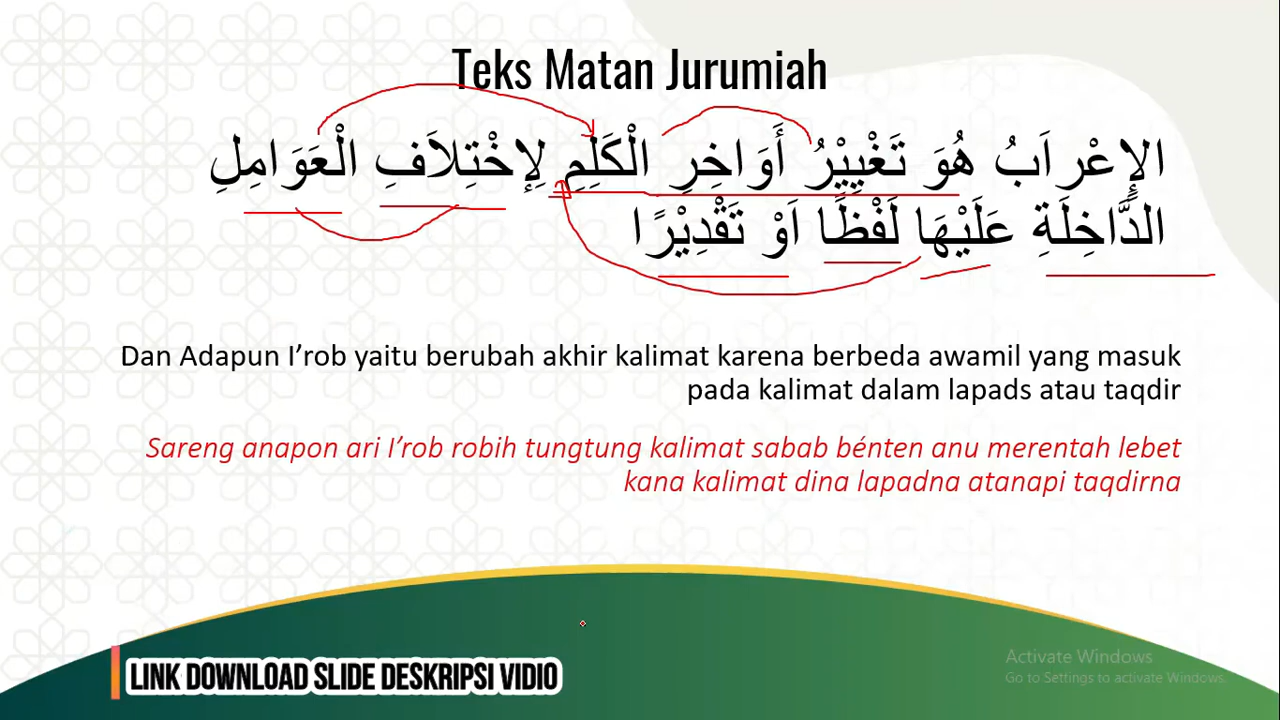 Teks Matan Jurumiah
الإِعْرَابُ هُوَ تَغْيِيْرُ أَوَاخِرِ الْكَلِمِ لِإخْتِلَافِ الْعَوَامِلِ
الدَّاخِلَةِ عَلَيْهَا لَفْظًا اَوْ تَقْدِيْرًا
Dan Adapun I’rob yaitu berubah akhir kalimat karena berbeda awamil yang masuk
pada kalimat dalam lapads atau taqdir
Sareng anapon ari I’rob robih tungtung kalimat sabab bénten anu merentah lebet
kana kalimat dina lapadna atanapi taqdirna
LINK DOWNLOAD SLIDE DESKRIPSI VIDIO
Activate Windows
Go to Settings to activate Windows.